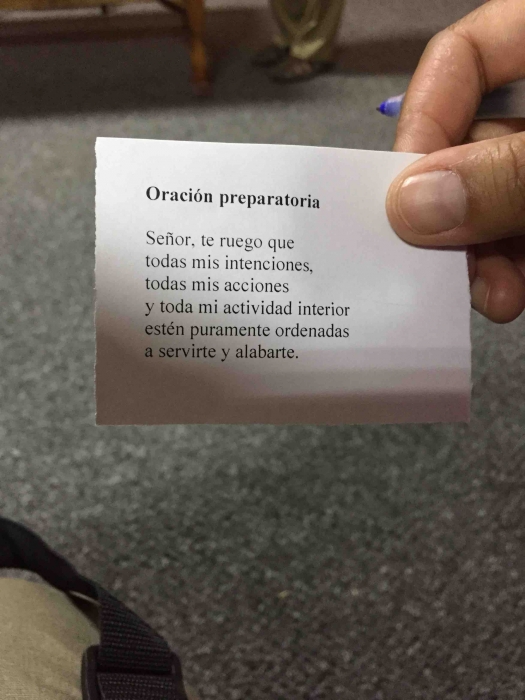 Oración preparatoria
Señor, te ruego que
todas mis intenciones,
todas mis acciones
y toda mi actividad interior
estén puramente ordenadas
a servirte y alabarte.